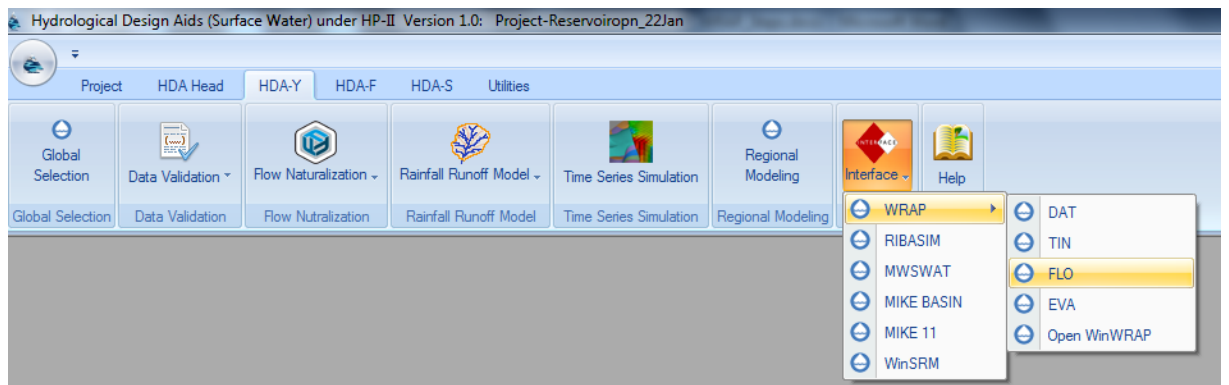 Hydrological Design Aids (Surface Water) under HP-II Version 1.0: Project-Reservoiropn_22Jan
Project HDA Head HDA-Y HDA-F HDA-S Utilities
Global Selection
Data Validation
Flow Naturalization
Rainfall Runoff Model
Time Series Simulation
Regional Modeling
INTERFACE
Interface
Help
Global Selection Data Validation Flow Nutralization Rainfall Runoff Model Time Series Simulation Regional Modeling
WRAP
RIBASIM
MWSWAT
MIKE BASIN
MIKE 11
WinSRM
DAT
TIN
FLO
EVA
Open WinWRAP